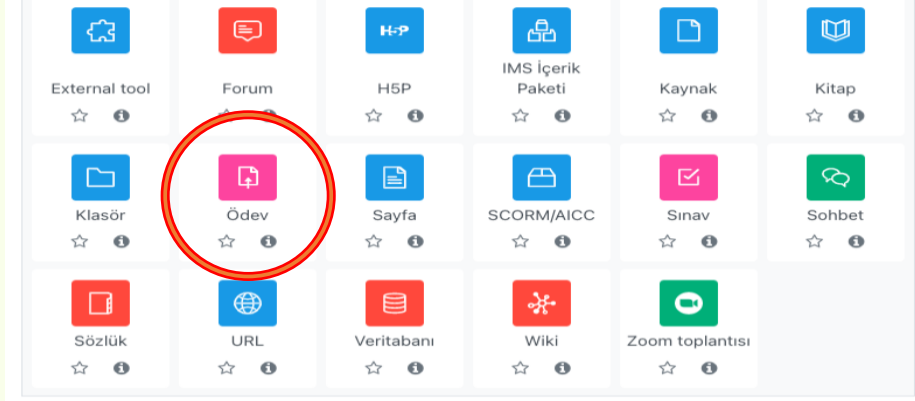 H-P
External tool
Forum
H5P
IMS İçerik
Paketi
Kaynak
Kitap
Klasör
Ödev
Sayfa
SCORM/AICC
Sınav
Sohbet
Sözlük
URL
Veritabanı
Wiki
Zoom toplantısı